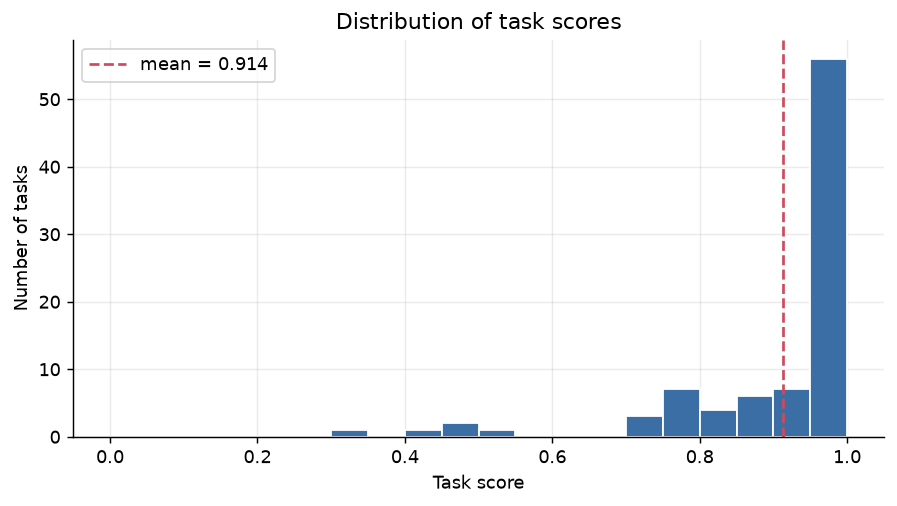 Distribution of task scores
mean = 0.914
Number of tasks
50
40
30
20
10
0
0.0 0.2 0.4 0.6 0.8 1.0
Task score